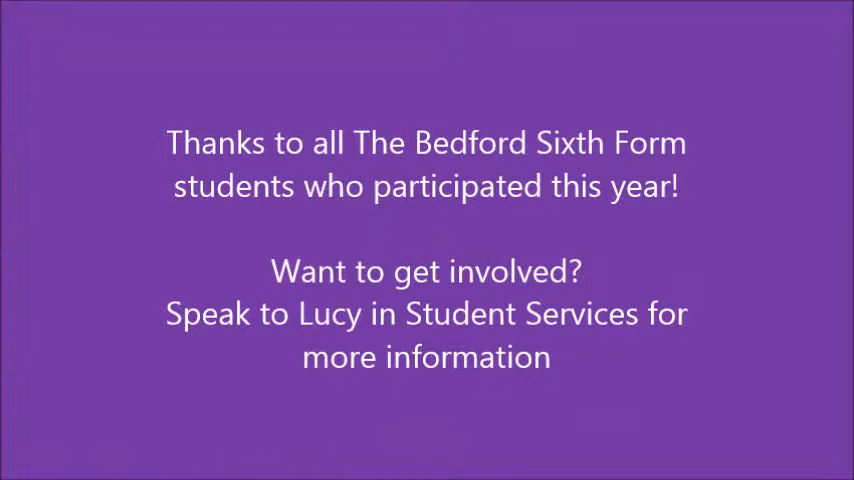 Thanks to all The Bedford Sixth Form
students who participated this year!
Want to get involved?
Speak to Lucy in Student Services for
more information